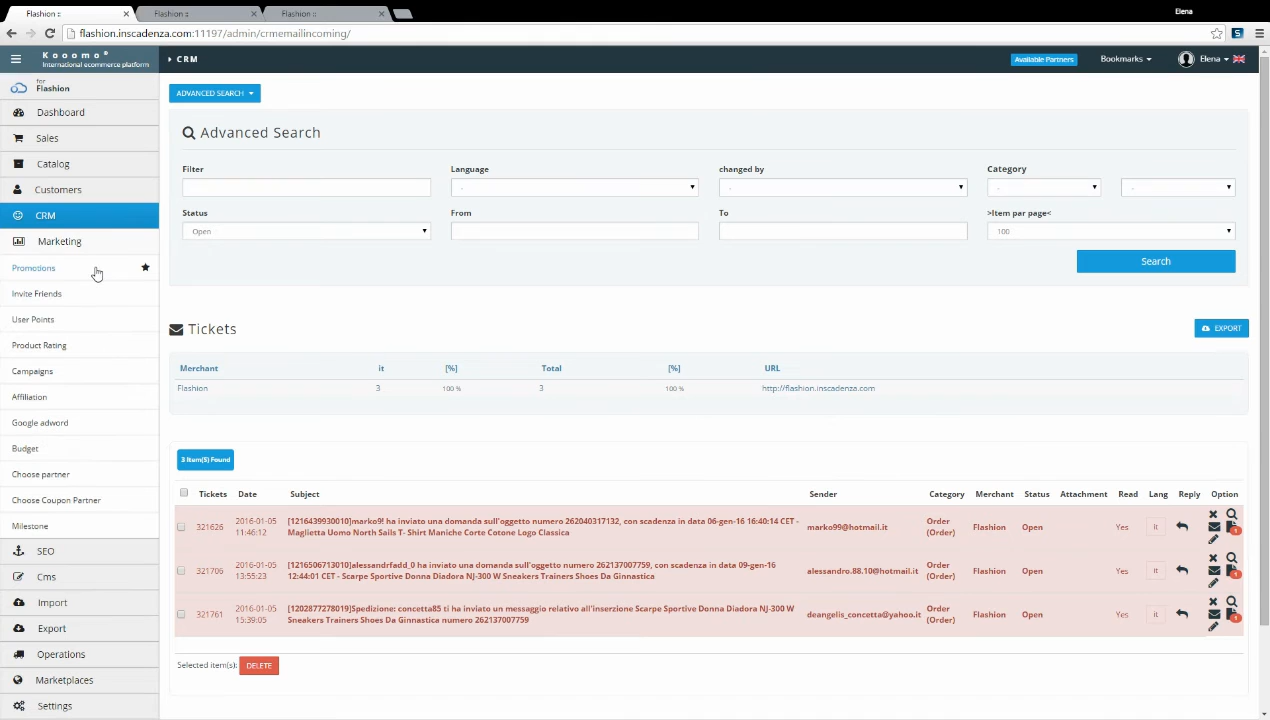 Flashion ::
Flashion ::
Flashion ::
Elena
flashion.inscadenza.com:11197/admin/crmemailincoming/
Kooomo
International ecommerce platform
CRM
Available Partners
Bookmarks
Elena
for
Flashion
Dashboard
Sales
Catalog
Customers
CRM
Marketing
Promotions
Invite Friends
User Points
Product Rating
Campaigns
Affiliation
Google adword
Budget
Choose partner
Choose Coupon Partner
Milestone
SEO
Cms
Import
Export
Operations
Marketplaces
Settings
ADVANCED SEARCH
Advanced Search
Filter Language changed by Category
- - - -
Status From To >Item par page<
Open 100
Search
Tickets
EXPORT
Merchant it [%] Total [%] URL
Flashion 3 100 % 3 100 % http://flashion.inscadenza.com
3 Item(S) Found
Tickets Date Subject Sender Category Merchant Status Attachment Read Lang Reply Option
321626 2016-01-05 11:46:12 [1216439930010]marko9! ha inviato una domanda sull'oggetto numero 262040317132, con scadenza in data 06-gen-16 16:40:14 CET -
Maglietta Uomo North Sails T- Shirt Maniche Corte Cotone Logo Classica marko99@hotmail.it Order (Order) Flashion Open Yes it 1
321706 2016-01-05 13:55:23 [1216506713010]alessandrfadd_0 ha inviato una domanda sull'oggetto numero 262137007759, con scadenza in data 09-gen-16
12:44:01 CET - Scarpe Sportive Donna Diadora NJ-300 W Sneakers Trainers Shoes Da Ginnastica alessandro.88.10@hotmail.it Order (Order) Flashion Open Yes it 1
321761 2016-01-05 15:39:05 [1202877278019]Spedizione: concetta85 ti ha inviato un messaggio relativo all'inserzione Scarpe Sportive Donna Diadora NJ-300 W
Sneakers Trainers Shoes Da Ginnastica numero 262137007759 deangelis_concetta@yahoo.it Order (Order) Flashion Open Yes it 1
Selected item(s): DELETE